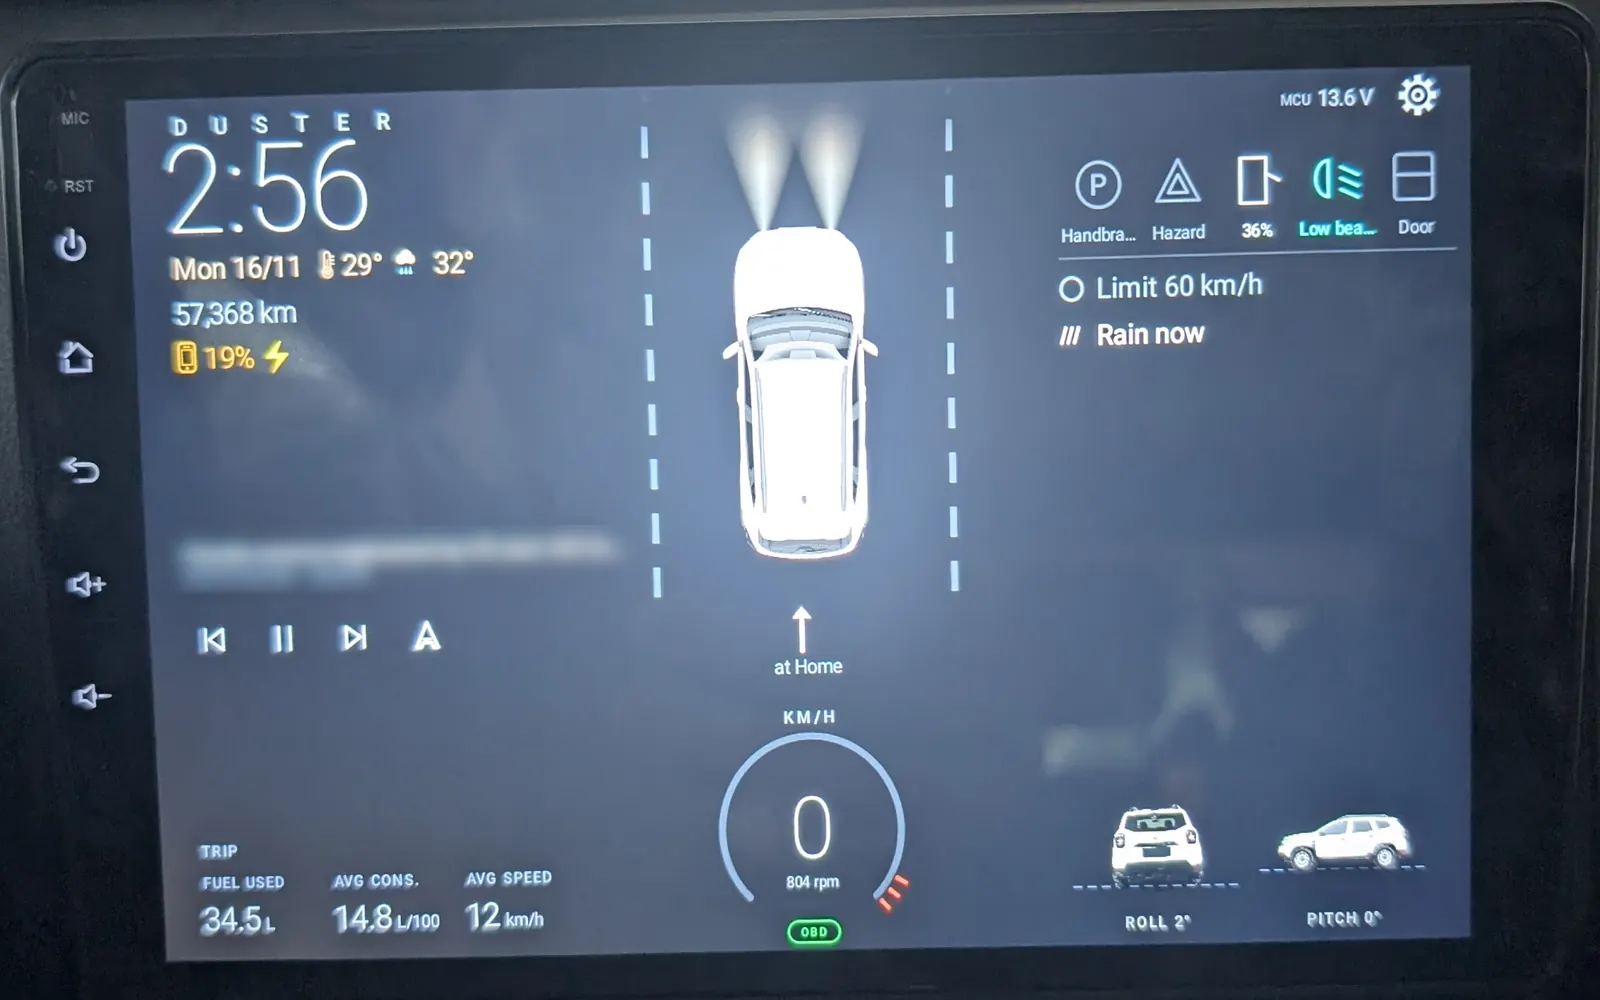 MIC
RST
DUSTER
2:56
Mon 16/11 29° 32°
57,368 km
19%
MCU 13.6 V
P
Handbra... Hazard 36% Low bea... Door
Limit 60 km/h
Rain now
A
at Home
KM/H
0
804 rpm
OBD
TRIP
FUEL USED AVG CONS. AVG SPEED
34.5 L 14.8 L/100 12 km/h
ROLL 2° PITCH 0°